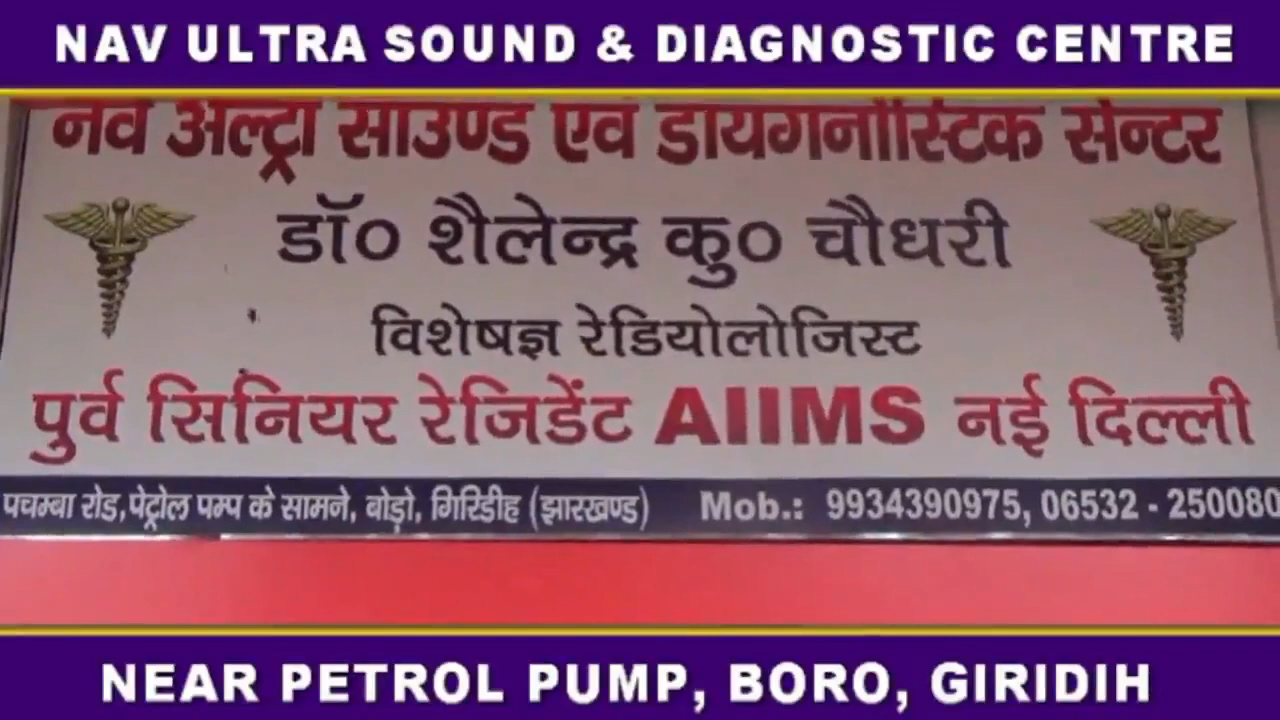 NAV ULTRA SOUND & DIAGNOSTIC CENTRE
नव अल्ट्रा साउण्ड एवं डायगनौस्टिक सेन्टर
डॉ० शैलेन्द्र कु० चौधरी
विशेषज्ञ रेडियोलोजिस्ट
पुर्व सिनियर रेजिडेंट AIIMS नई दिल्ली
पचम्बा रोड,पेट्रोल पम्प के सामने, बोड़ो, गिरिडीह (झारखण्ड) Mob.: 9934390975, 06532 - 250080
NEAR PETROL PUMP, BORO, GIRIDIH